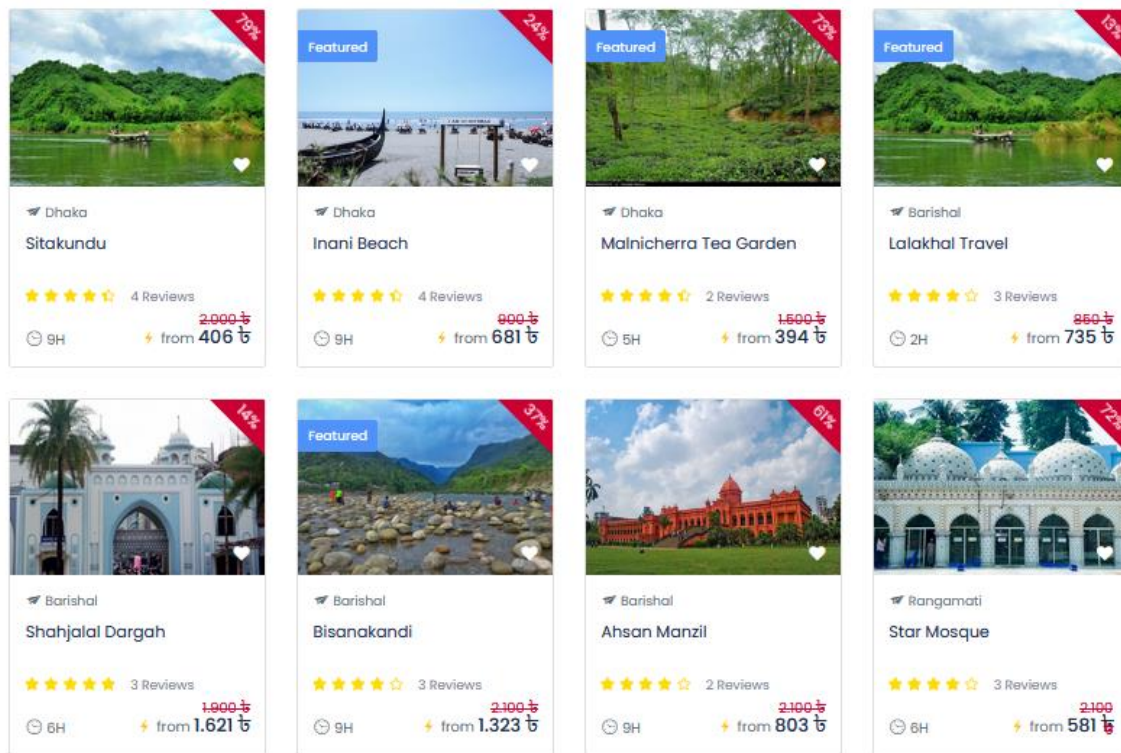 79%
Dhaka
Sitakundu
4 Reviews
2.000 ৳
9H
from 406 ৳
Featured
24%
Dhaka
Inani Beach
4 Reviews
900 ৳
9H
from 681 ৳
Featured
73%
Dhaka
Malnicherra Tea Garden
2 Reviews
1.500 ৳
5H
from 394 ৳
Featured
13%
Barishal
Lalakhal Travel
3 Reviews
850 ৳
2H
from 735 ৳
14%
Barishal
Shahjalal Dargah
3 Reviews
1.900 ৳
6H
from 1.621 ৳
Featured
37%
Barishal
Bisanakandi
3 Reviews
2.100 ৳
9H
from 1.323 ৳
61%
Barishal
Ahsan Manzil
2 Reviews
2.100 ৳
9H
from 803 ৳
72%
Rangamati
Star Mosque
3 Reviews
2.100
৳
6H
from 581 ৳